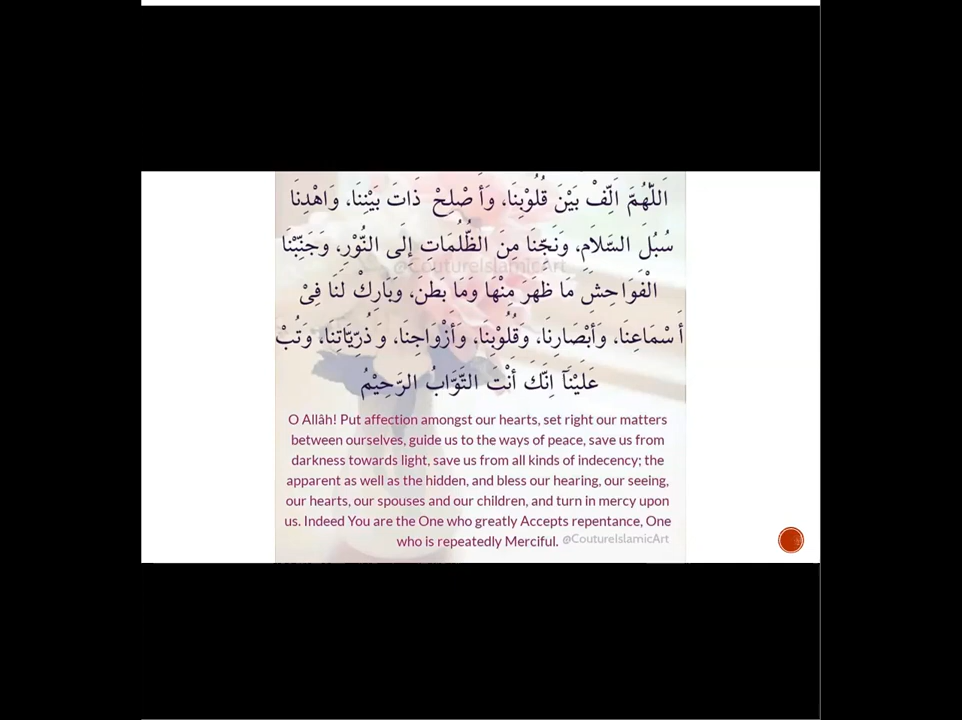 اَللّٰهُمَّ اَلِّفْ بَيْنَ قُلُوْبِنَا، وَأَ صْلِحْ ذَاتَ بَيْنِنَا، وَاهْدِنَا
سُبُلَ السَّلاَمِ، وَنَجِّنا مِنَ الظُّلُمَاتِ إِلَى النُّوْرِ، وَجَنِّبْنَا
@CoutureIslamicArt
الْفَوَاحِشَ مَا ظَهَرَ مِنْهَا وَمَا بَطَنَ، وَبَارِكْ لَنَا فِىْ
أَ سْمَاعِنَا، وَأَبْصَارِنَا، وَقُلُوْبِنَا، وَأَزْوَاجِنا، وَ ذُرِّيَّاتِنَا، وَتُبْ
عَلَيْنَآ اِنَّكَ أَنْتَ التَّوَّابُ الرَّحِيْمُ
O Allâh! Put affection amongst our hearts, set right our matters
between ourselves, guide us to the ways of peace, save us from
darkness towards light, save us from all kinds of indecency; the
apparent as well as the hidden, and bless our hearing, our seeing,
our hearts, our spouses and our children, and turn in mercy upon
us. Indeed You are the One who greatly Accepts repentance, One
who is repeatedly Merciful. @CoutureIslamicArt